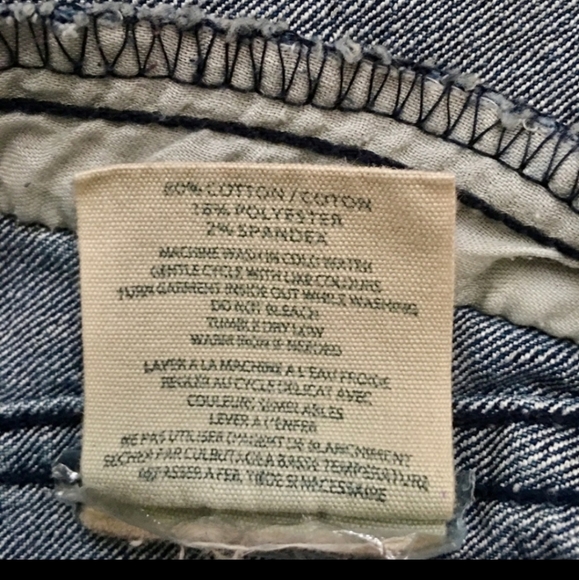 80% COTTON / COTON
18% POLYESTER
2% SPANDEX
MACHINE WASH IN COLD WATER
GENTLE CYCLE WITH LIKE COLOURS
TURN GARMENT INSIDE OUT WHILE WASHING
DO NOT BLEACH
TUMBLE DRY LOW
WARM IRON IF NEEDED
LAVER A LA MACHINE A L'EAU FROIDE
REGLER AU CYCLE DELICAT AVEC
COULEURS SEMBLABLES
LAVER A L'ENFER
NE PAS UTILISER D'AGENT DE BLANCHIMENT
SECHER PAR CULBUTAGE A BASSE TEMPERATURE
REPASSER A FER TIEDE SI NECESSAIRE